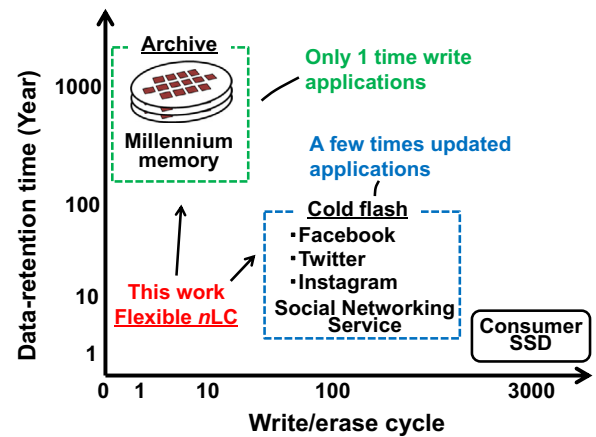 Data-retention time (Year)
1000
100
10
1
Archive
Millennium
memory
Only 1 time write
applications
A few times updated
applications
Cold flash
・Facebook
・Twitter
・Instagram
Social Networking
Service
This work
Flexible nLC
Consumer
SSD
0 1 10 100 3000
Write/erase cycle